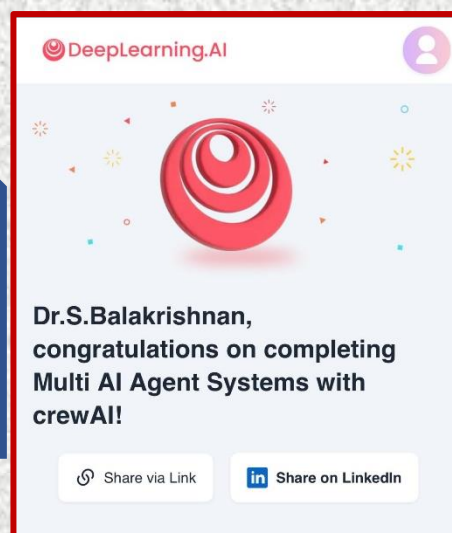 DeepLearning.AI
Dr.S.Balakrishnan,
congratulations on completing
Multi AI Agent Systems with
crewAI!
Share via Link
in Share on LinkedIn